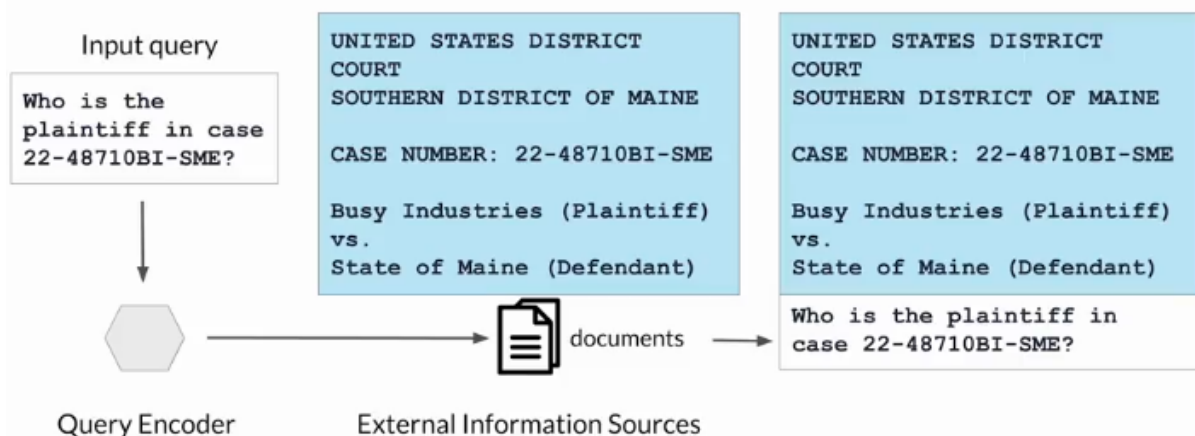 Input query
Who is the
plaintiff in case
22-48710BI-SME?
Query Encoder
UNITED STATES DISTRICT
COURT
SOUTHERN DISTRICT OF MAINE
CASE NUMBER: 22-48710BI-SME
Busy Industries (Plaintiff)
vs.
State of Maine (Defendant)
documents
External Information Sources
UNITED STATES DISTRICT
COURT
SOUTHERN DISTRICT OF MAINE
CASE NUMBER: 22-48710BI-SME
Busy Industries (Plaintiff)
vs.
State of Maine (Defendant)
Who is the plaintiff in
case 22-48710BI-SME?